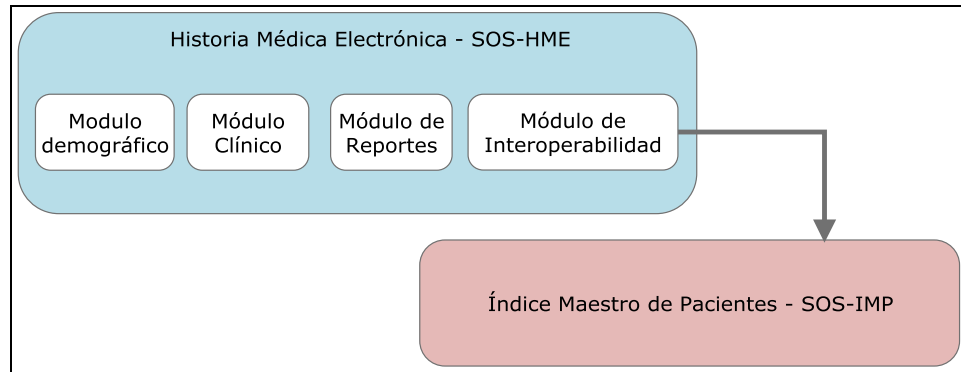 Historia Médica Electrónica - SOS-HME
Modulo
demográfico
Módulo
Clínico
Módulo de
Reportes
Módulo de
Interoperabilidad
Índice Maestro de Pacientes - SOS-IMP